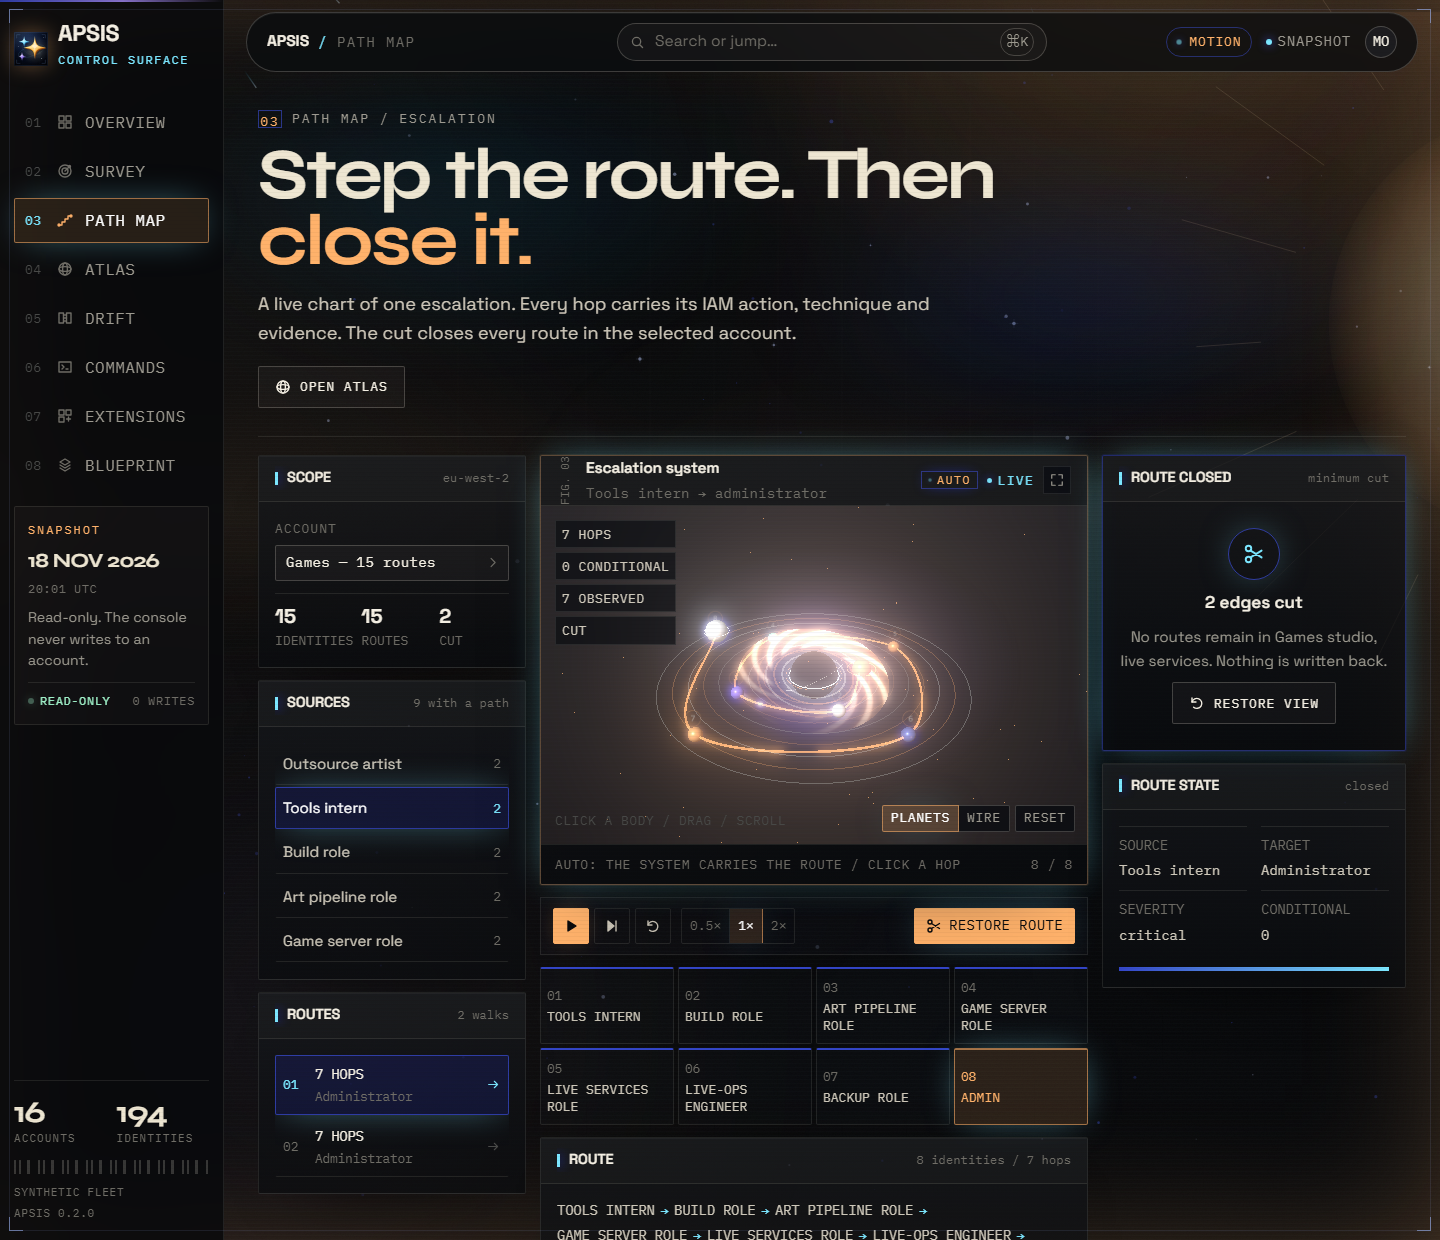 APSIS
CONTROL SURFACE
01 OVERVIEW
02 SURVEY
03 PATH MAP
04 ATLAS
05 DRIFT
06 COMMANDS
07 EXTENSIONS
08 BLUEPRINT
SNAPSHOT
18 NOV 2026
20:01 UTC
Read-only. The console
never writes to an
account.
READ-ONLY 0 WRITES
16 194
ACCOUNTS IDENTITIES
SYNTHETIC FLEET
APSIS 0.2.0
APSIS / PATH MAP
Search or jump...
⌘K
MOTION
SNAPSHOT
MO
03 PATH MAP / ESCALATION
Step the route. Then
close it.
A live chart of one escalation. Every hop carries its IAM action, technique and
evidence. The cut closes every route in the selected account.
OPEN ATLAS
SCOPE eu-west-2
ACCOUNT
Games — 15 routes
15 15 2
IDENTITIES ROUTES CUT
SOURCES 9 with a path
Outsource artist 2
Tools intern 2
Build role 2
Art pipeline role 2
Game server role 2
ROUTES 2 walks
01 7 HOPS →
Administrator
02 7 HOPS →
Administrator
FIG. 03
Escalation system
Tools intern → administrator
AUTO LIVE
7 HOPS
0 CONDITIONAL
7 OBSERVED
CUT
CLICK A BODY / DRAG / SCROLL
PLANETS WIRE RESET
AUTO: THE SYSTEM CARRIES THE ROUTE / CLICK A HOP 8 / 8
0.5× 1× 2×
RESTORE ROUTE
01
TOOLS INTERN
02
BUILD ROLE
03
ART PIPELINE
ROLE
04
GAME SERVER
ROLE
05
LIVE SERVICES
ROLE
06
LIVE-OPS
ENGINEER
07
BACKUP ROLE
08
ADMIN
ROUTE 8 identities / 7 hops
TOOLS INTERN → BUILD ROLE → ART PIPELINE ROLE →
GAME SERVER ROLE → LIVE SERVICES ROLE → LIVE-OPS ENGINEER →
ROUTE CLOSED minimum cut
2 edges cut
No routes remain in Games studio,
live services. Nothing is written back.
RESTORE VIEW
ROUTE STATE closed
SOURCE TARGET
Tools intern Administrator
SEVERITY CONDITIONAL
critical 0